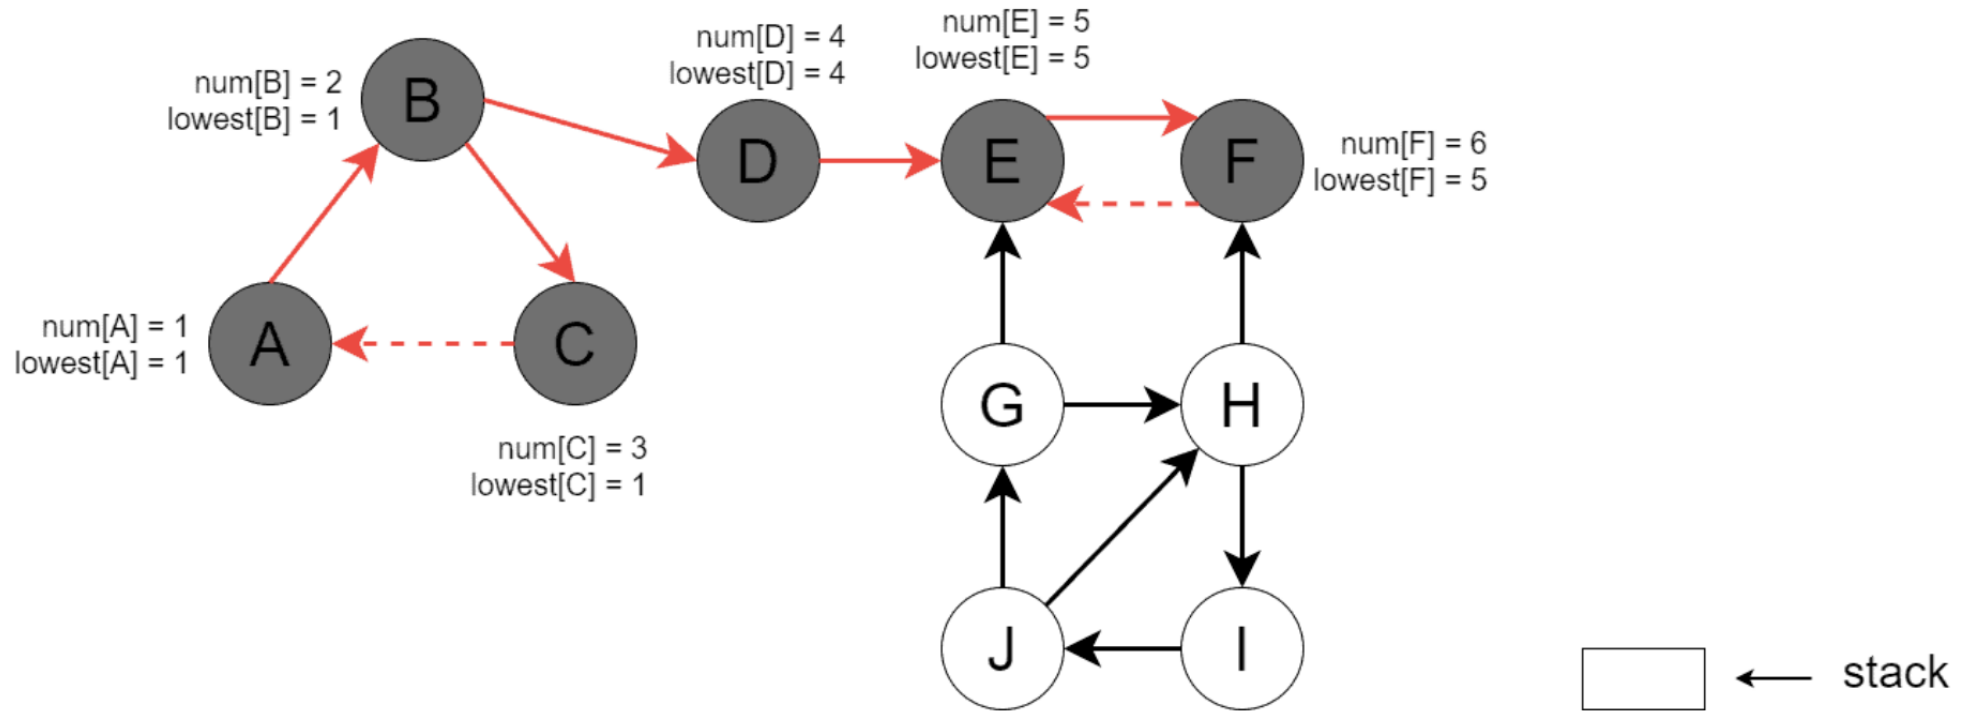 num[E] = 5
lowest[E] = 5
num[D] = 4
lowest[D] = 4
num[B] = 2
lowest[B] = 1
B
D
E
F
num[F] = 6
lowest[F] = 5
num[A] = 1
lowest[A] = 1
A
C
G
H
num[C] = 3
lowest[C] = 1
J
I
stack